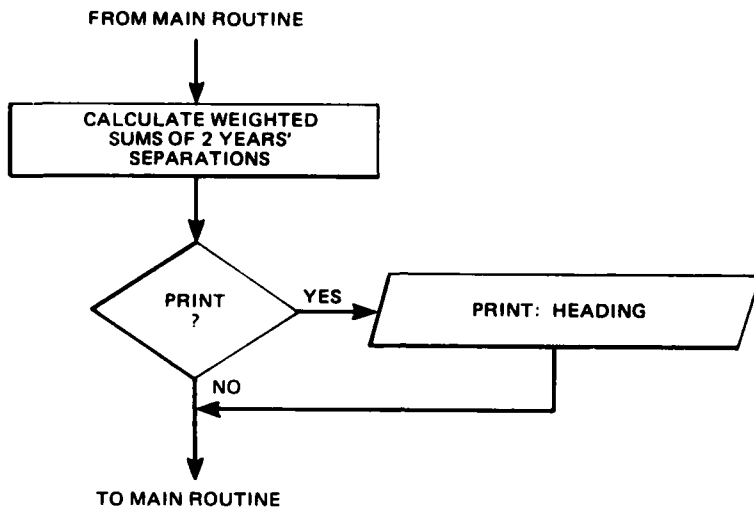 FROM MAIN ROUTINE
CALCULATE WEIGHTED
SUMS OF 2 YEARS'
SEPARATIONS
PRINT
?
YES
PRINT: HEADING
NO
TO MAIN ROUTINE